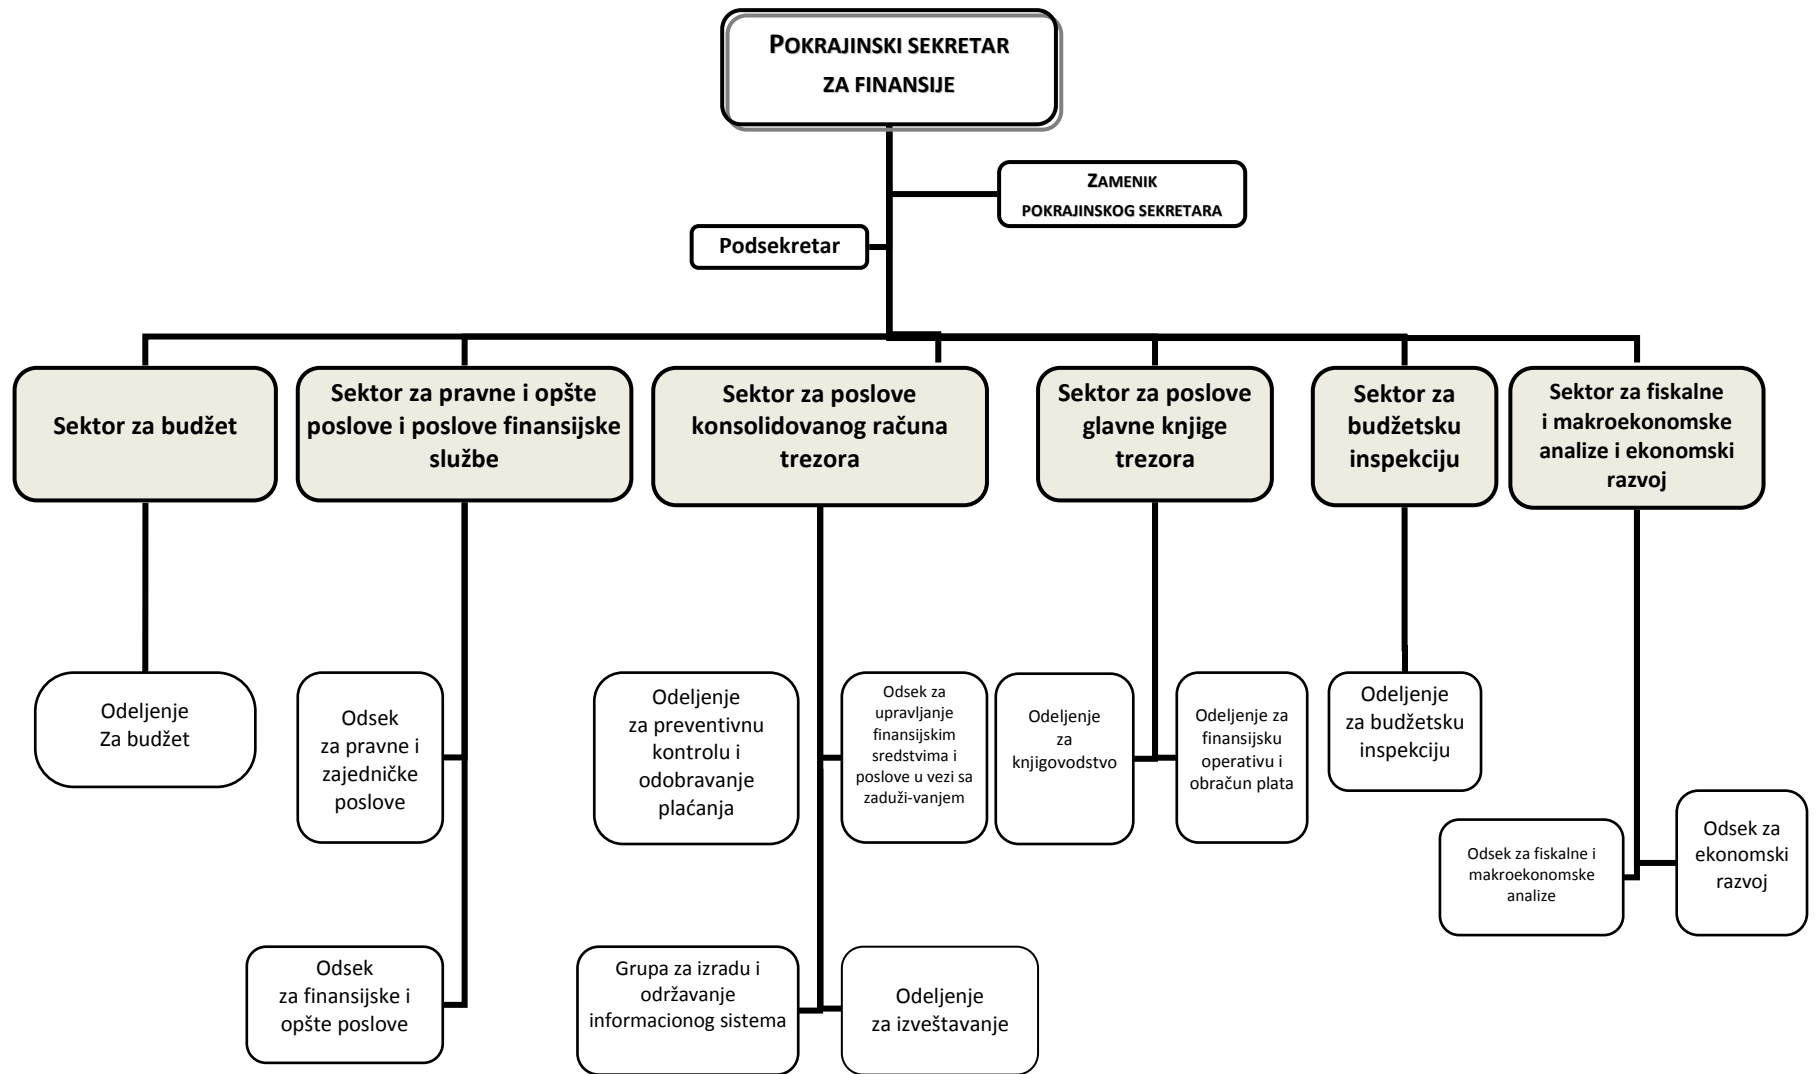 POKRAJINSKI SEKRETAR
ZA FINANSIJE
ZAMENIK
POKRAJINSKOG SEKRETARA
Podsekretar
Sektor za budžet
Sektor za pravne i opšte
poslove i poslove finansijske
službe
Sektor za poslove
konsolidovanog računa
trezora
Sektor za poslove
glavne knjige
trezora
Sektor za
budžetsku
inspekciju
Sektor za fiskalne
i makroekonomske
analize i ekonomski
razvoj
Odeljenje
Za budžet
Odsek
za pravne i
zajedničke
poslove
Odeljenje
za preventivnu
kontrolu i
odobravanje
plaćanja
Odsek za
upravljanje
finansijskim
sredstvima i
poslove u vezi sa
zaduži-vanjem
Odeljenje
za
knjigovodstvo
Odeljenje za
finansijsku
operativu i
obračun plata
Odeljenje
za budžetsku
inspekciju
Odsek za fiskalne i
makroekonomske
analize
Odsek za
ekonomski
razvoj
Odsek
za finansijske i
opšte poslove
Grupa za izradu i
održavanje
informacionog sistema
Odeljenje
za izveštavanje